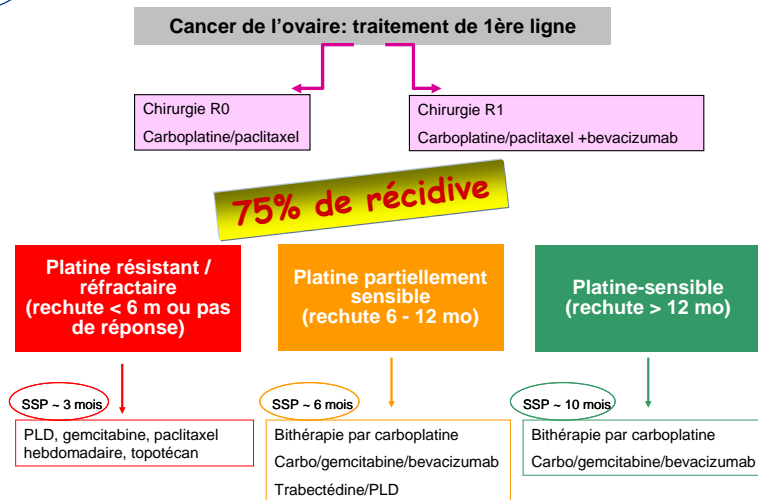 Cancer de l'ovaire: traitement de 1ère ligne
Chirurgie R0
Carboplatine/paclitaxel
Chirurgie R1
Carboplatine/paclitaxel +bevacizumab
75% de récidive
Platine résistant /
réfractaire
(rechute < 6 m ou pas
de réponse)
Platine partiellement
sensible
(rechute 6 - 12 mo)
Platine-sensible
(rechute > 12 mo)
SSP ~ 3 mois
SSP ~ 6 mois
SSP ~ 10 mois
PLD, gemcitabine, paclitaxel
hebdomadaire, topotécan
Bithérapie par carboplatine
Carbo/gemcitabine/bevacizumab
Trabectédine/PLD
Bithérapie par carboplatine
Carbo/gemcitabine/bevacizumab